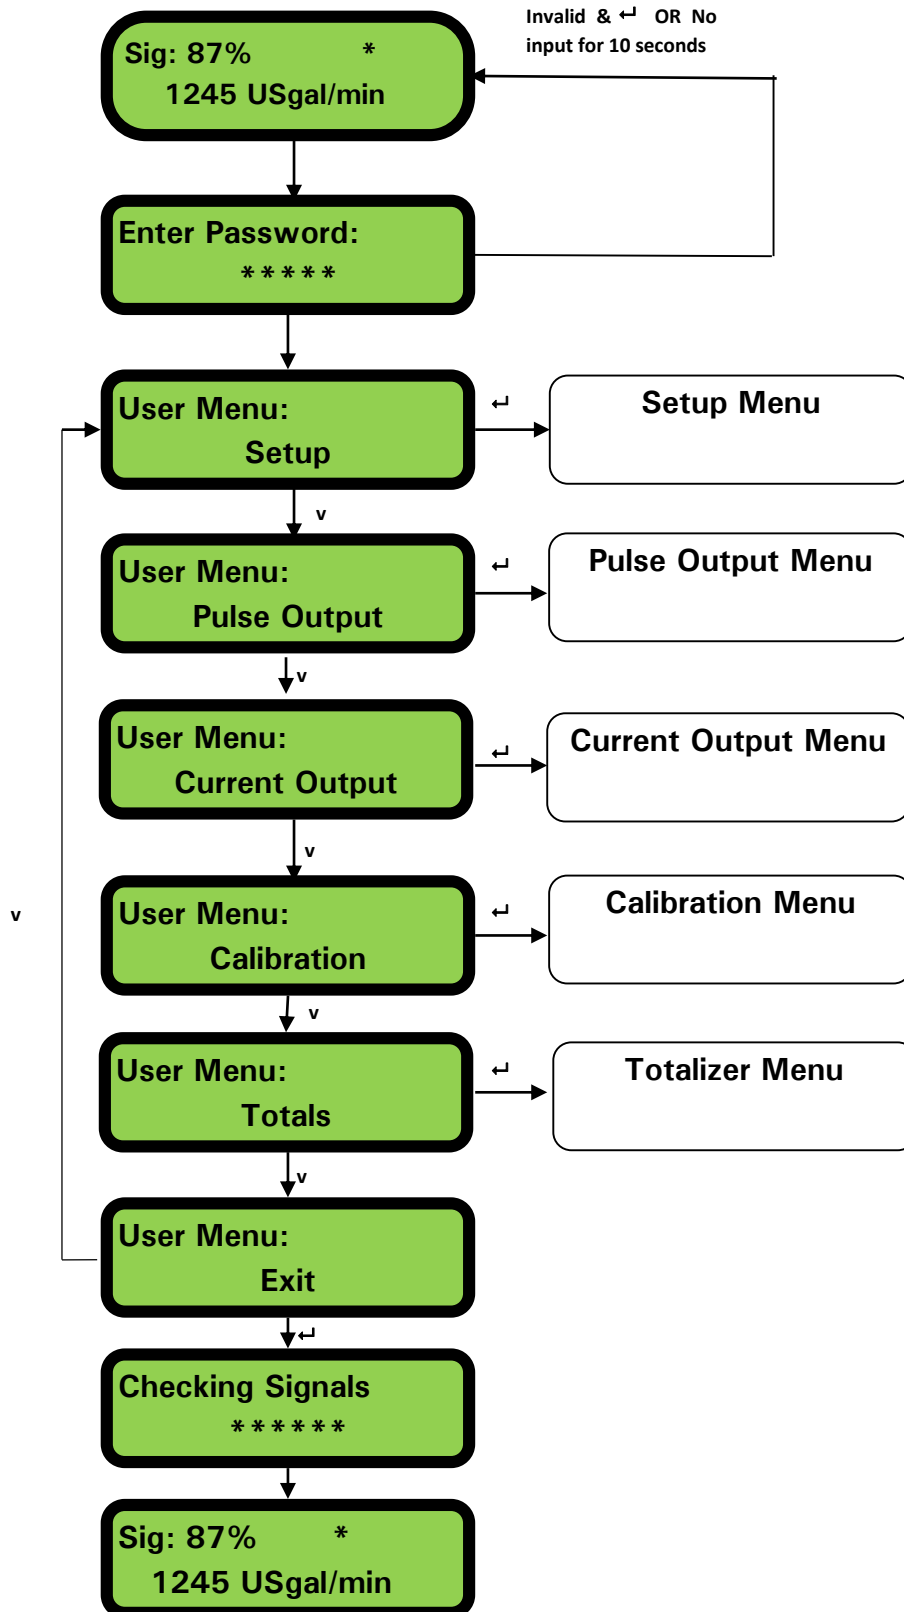 Invalid & ↵ OR No
input for 10 seconds
Sig: 87% *
1245 USgal/min
Enter Password:
*****
User Menu:
Setup
↵
Setup Menu
v
User Menu:
Pulse Output
↵
Pulse Output Menu
v
User Menu:
Current Output
↵
Current Output Menu
v
User Menu:
Calibration
↵
Calibration Menu
v
v
User Menu:
Totals
↵
Totalizer Menu
v
User Menu:
Exit
↵
Checking Signals
******
Sig: 87% *
1245 USgal/min